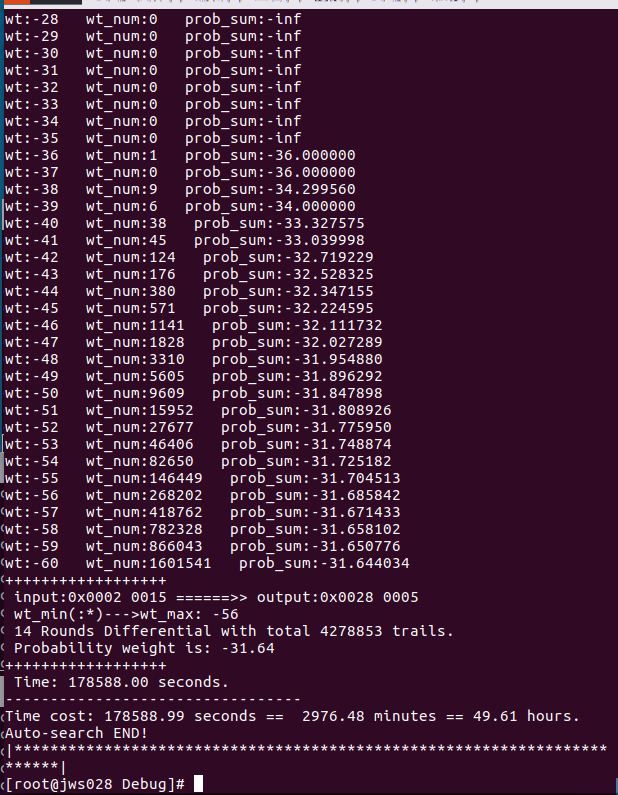 wt:-28   wt_num:0   prob_sum:-inf
wt:-29   wt_num:0   prob_sum:-inf
wt:-30   wt_num:0   prob_sum:-inf
wt:-31   wt_num:0   prob_sum:-inf
wt:-32   wt_num:0   prob_sum:-inf
wt:-33   wt_num:0   prob_sum:-inf
wt:-34   wt_num:0   prob_sum:-inf
wt:-35   wt_num:0   prob_sum:-inf
wt:-36   wt_num:1   prob_sum:-36.000000
wt:-37   wt_num:0   prob_sum:-36.000000
wt:-38   wt_num:9   prob_sum:-34.299560
wt:-39   wt_num:6   prob_sum:-34.000000
wt:-40   wt_num:38   prob_sum:-33.327575
wt:-41   wt_num:45   prob_sum:-33.039998
wt:-42   wt_num:124   prob_sum:-32.719229
wt:-43   wt_num:176   prob_sum:-32.528325
wt:-44   wt_num:380   prob_sum:-32.347155
wt:-45   wt_num:571   prob_sum:-32.224595
wt:-46   wt_num:1141   prob_sum:-32.111732
wt:-47   wt_num:1828   prob_sum:-32.027289
wt:-48   wt_num:3310   prob_sum:-31.954880
wt:-49   wt_num:5605   prob_sum:-31.896292
wt:-50   wt_num:9609   prob_sum:-31.847898
wt:-51   wt_num:15952   prob_sum:-31.808926
wt:-52   wt_num:27677   prob_sum:-31.775950
wt:-53   wt_num:46406   prob_sum:-31.748874
wt:-54   wt_num:82650   prob_sum:-31.725182
wt:-55   wt_num:146449   prob_sum:-31.704513
wt:-56   wt_num:268202   prob_sum:-31.685842
wt:-57   wt_num:418762   prob_sum:-31.671433
wt:-58   wt_num:782328   prob_sum:-31.658102
wt:-59   wt_num:866043   prob_sum:-31.650776
wt:-60   wt_num:1601541   prob_sum:-31.644034
++++++++++++++++++
 input:0x0002 0015 ======>> output:0x0028 0005
 wt_min(:*)--->wt_max: -56
 14 Rounds Differential with total 4278853 trails.
 Probability weight is: -31.64
++++++++++++++++++
 Time: 178588.00 seconds.
---------------------------------
Time cost: 178588.99 seconds ==  2976.48 minutes == 49.61 hours.
Auto-search END!
|******************************************************************
******|
[root@jws028 Debug]#